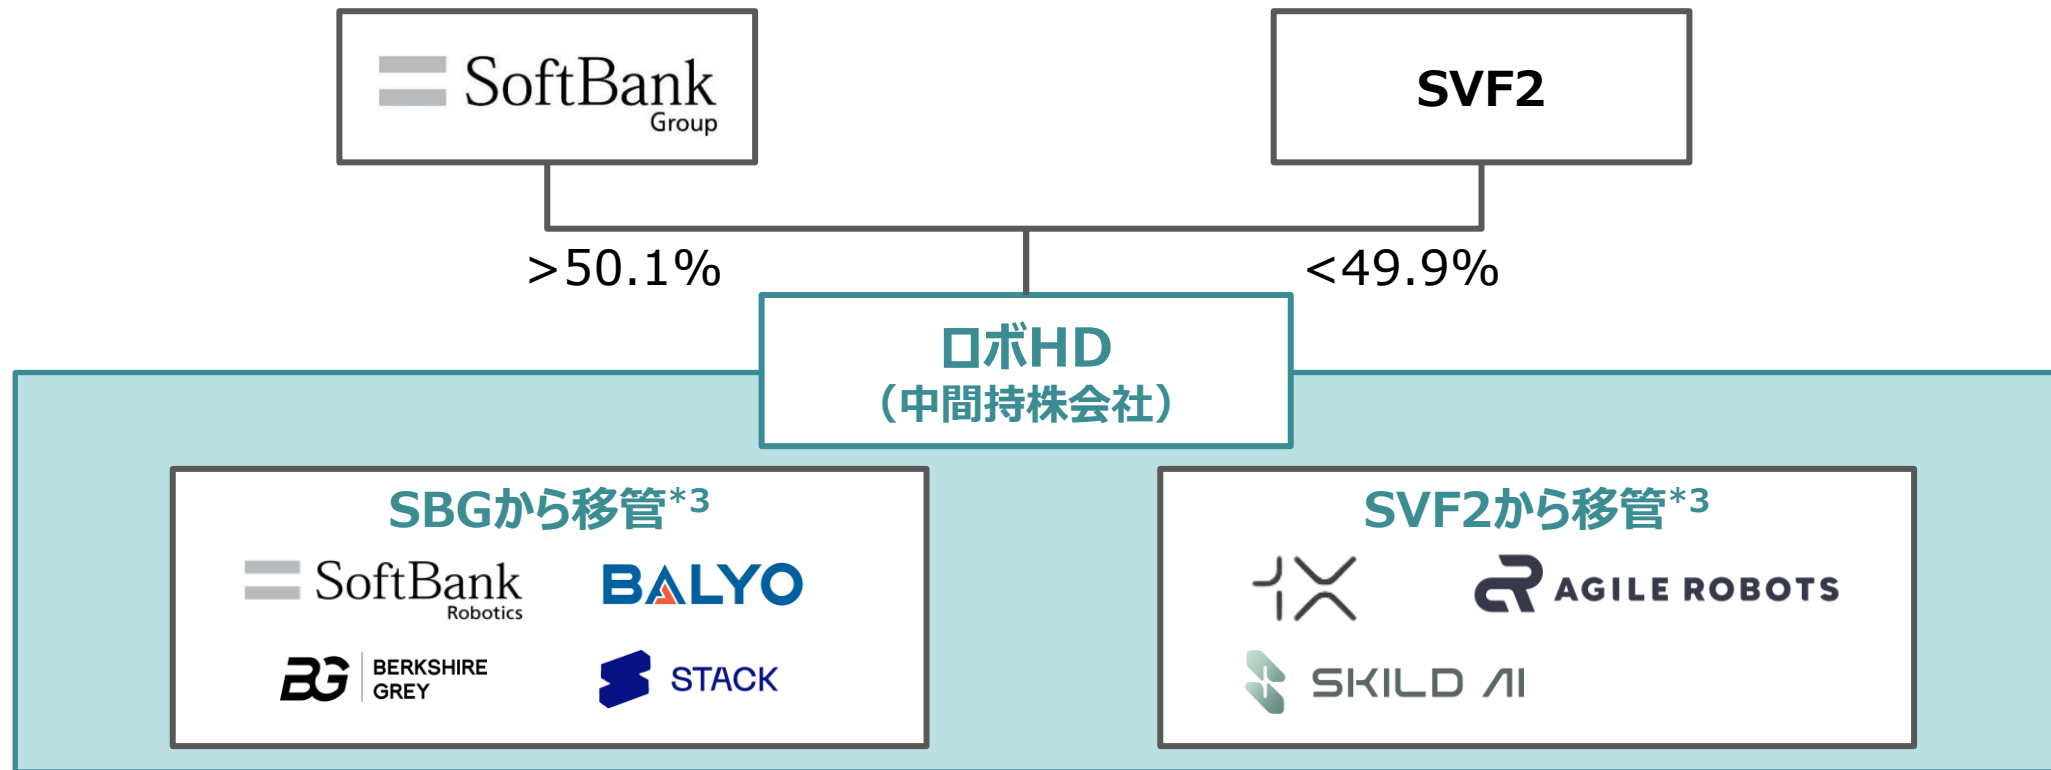 SoftBank
Group
SVF2
>50.1%
<49.9%
ロボHD
（中間持株会社）
SBGから移管*3
SoftBank
Robotics
BALYO
BG
BERKSHIRE
GREY
STACK
SVF2から移管*3
1X
AGILE ROBOTS
SKILD AI